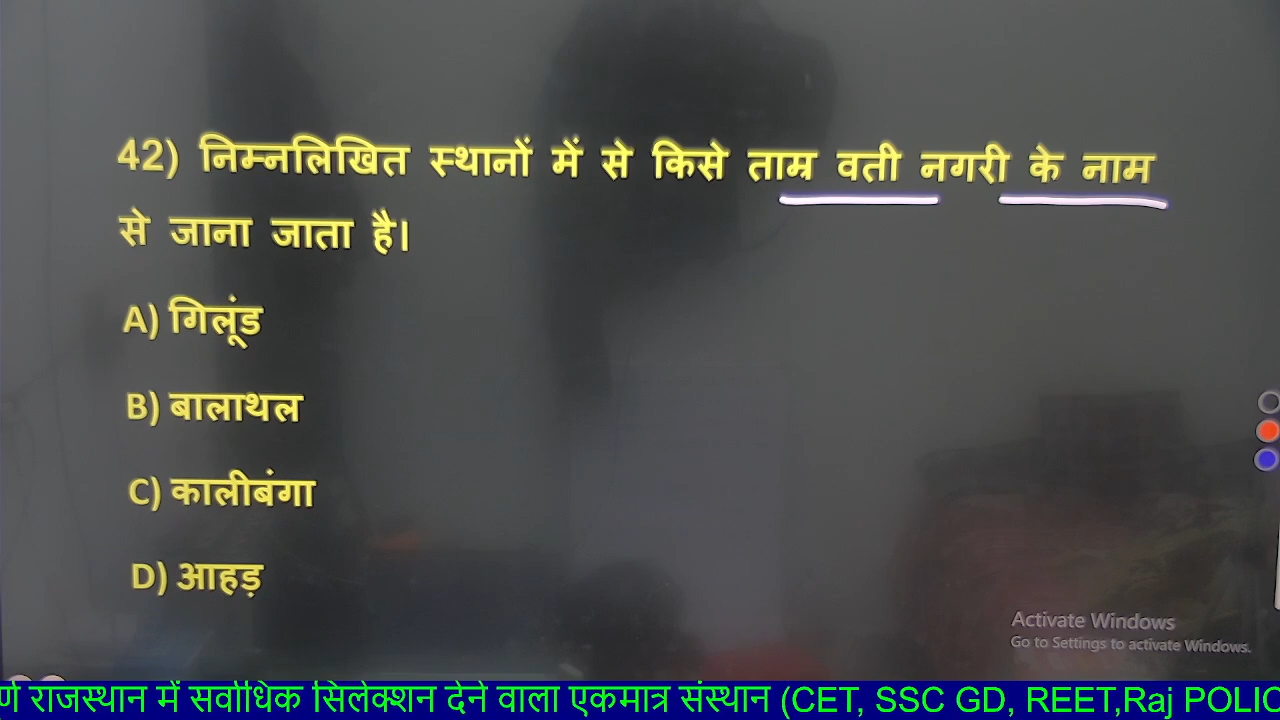 42) निम्नलिखित स्थानों में से किसे ताम्र वती नगरी के नाम
से जाना जाता है।
A) गिलूंड
B) बालाथल
C) कालीबंगा
D) आहड़
Activate Windows
Go to Settings to activate Windows.
र्ण राजस्थान में सर्वाधिक सिलेक्शन देने वाला एकमात्र संस्थान (CET, SSC GD, REET,Raj POLIC